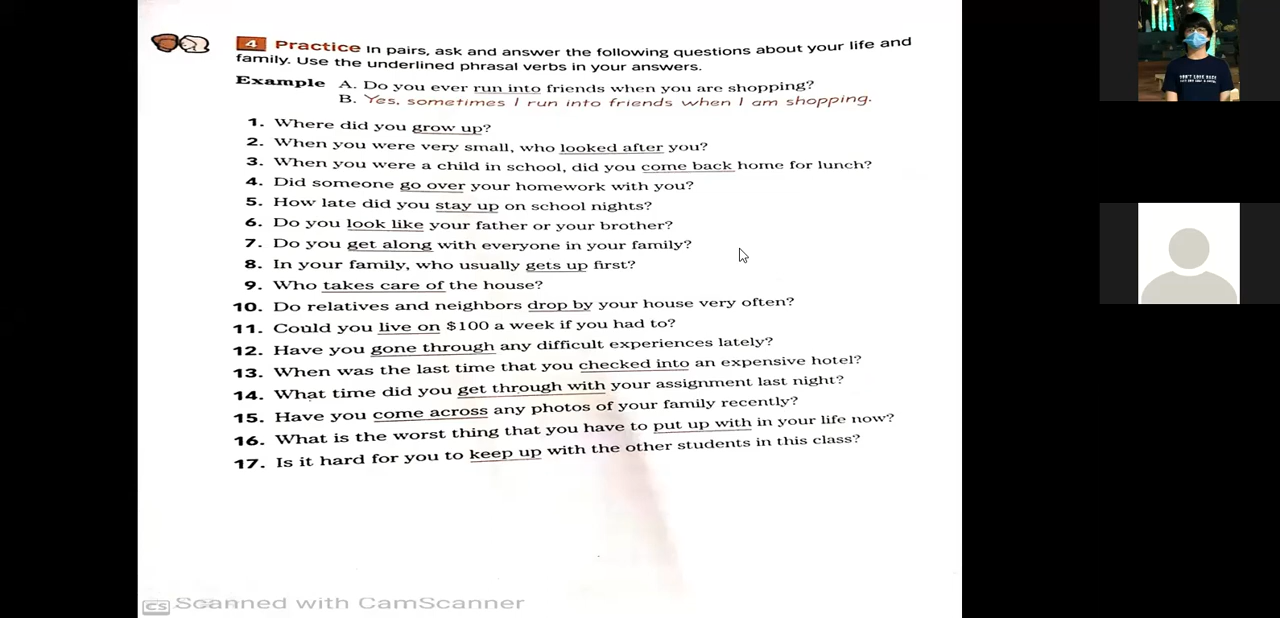 4 Practice In pairs, ask and answer the following questions about your life and
family. Use the underlined phrasal verbs in your answers.
Example A. Do you ever run into friends when you are shopping?
B. Yes, sometimes I run into friends when I am shopping.
1. Where did you grow up?
2. When you were very small, who looked after you?
3. When you were a child in school, did you come back home for lunch?
4. Did someone go over your homework with you?
5. How late did you stay up on school nights?
6. Do you look like your father or your brother?
7. Do you get along with everyone in your family?
8. In your family, who usually gets up first?
9. Who takes care of the house?
10. Do relatives and neighbors drop by your house very often?
11. Could you live on $100 a week if you had to?
12. Have you gone through any difficult experiences lately?
13. When was the last time that you checked into an expensive hotel?
14. What time did you get through with your assignment last night?
15. Have you come across any photos of your family recently?
16. What is the worst thing that you have to put up with in your life now?
17. Is it hard for you to keep up with the other students in this class?
CS Scanned with CamScanner